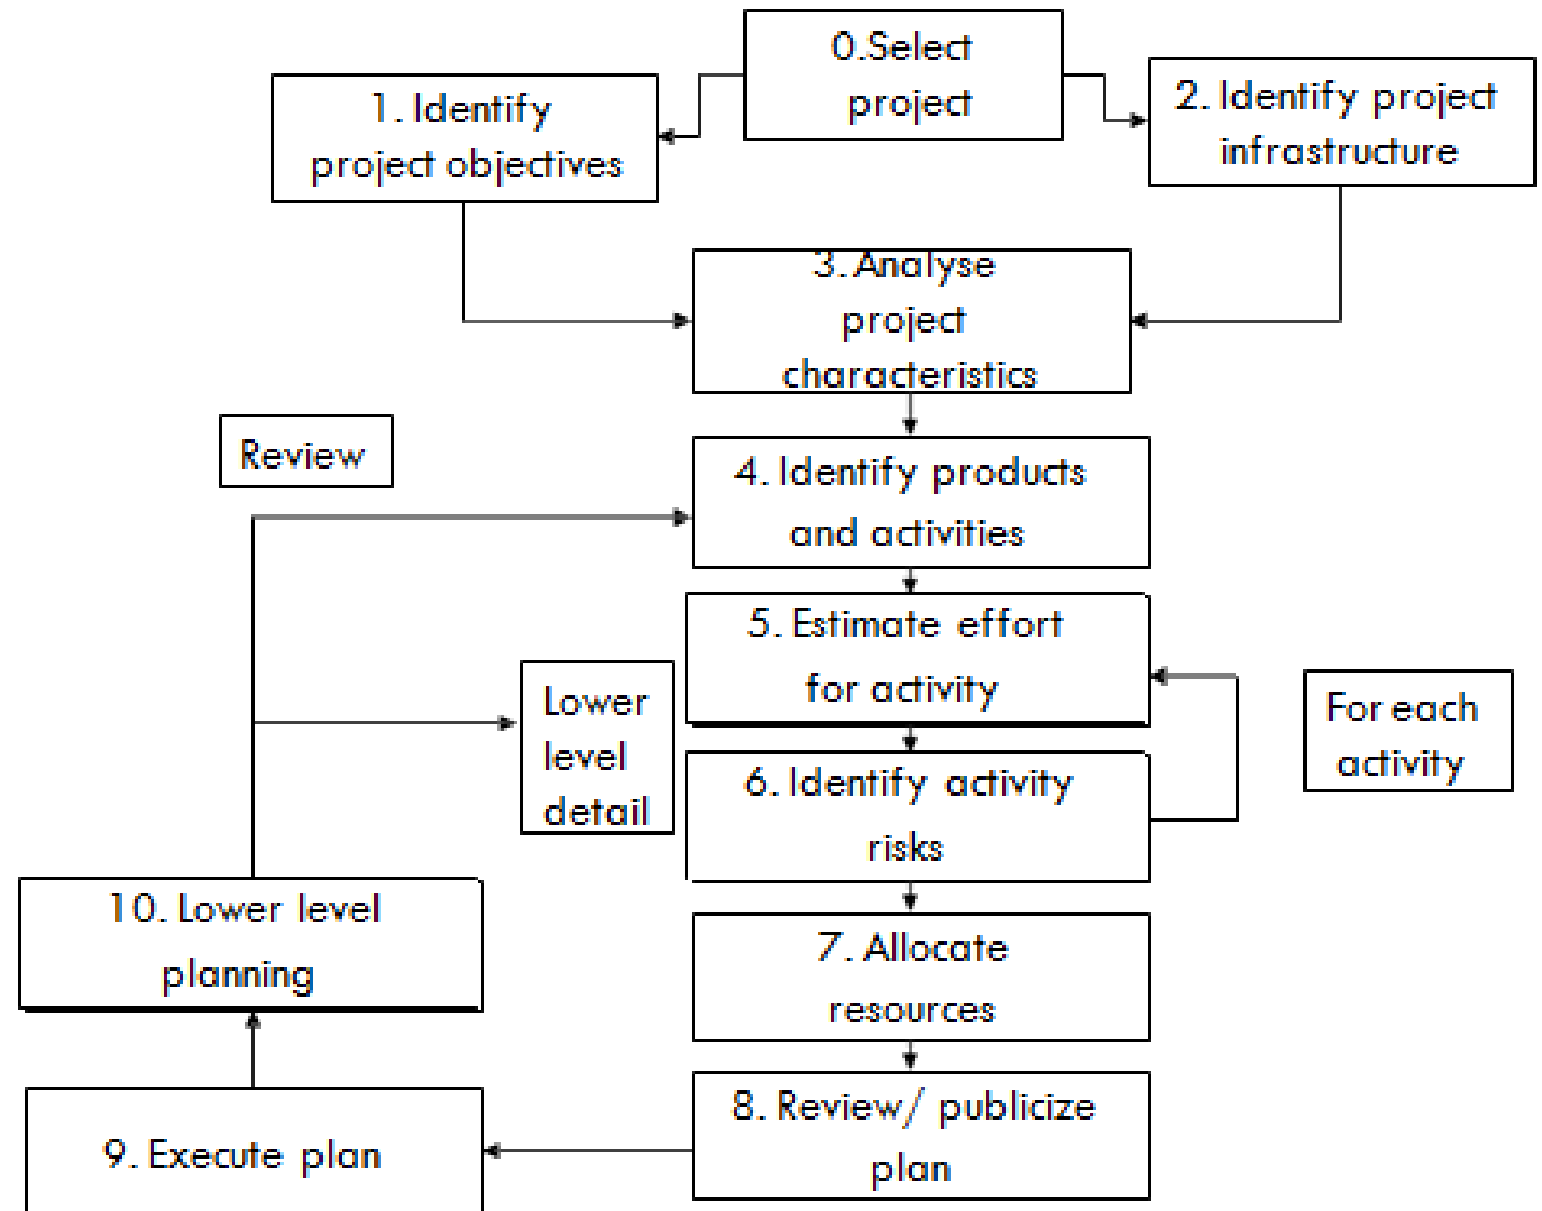 0.Select
project
1. Identify
project objectives
2. Identify project
infrastructure
3. Analyse
project
characteristics
Review
4. Identify products
and activities
5. Estimate effort
for activity
Lower
level
detail
For each
activity
6. Identify activity
risks
10. Lower level
planning
7. Allocate
resources
8. Review/ publicize
plan
9. Execute plan